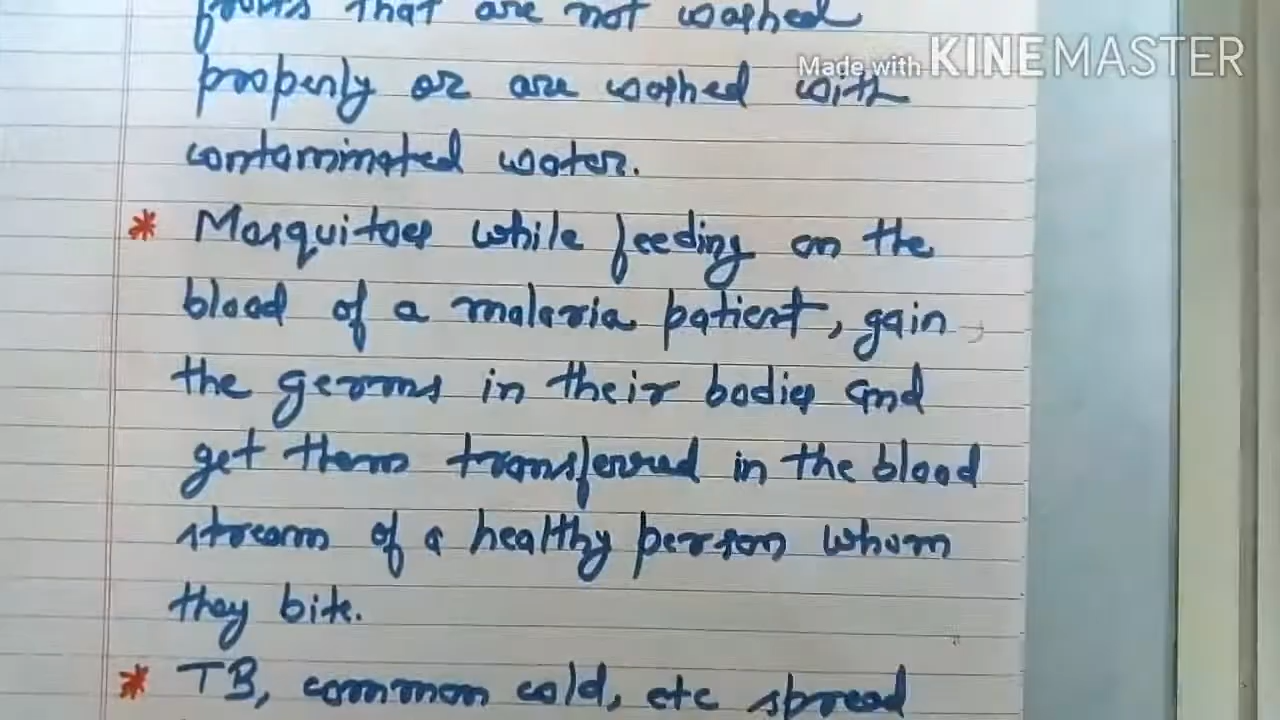 fruits that are not washed
Made with KINEMASTER
properly or are washed with
contaminated water.
* Mosquitoes while feeding on the
blood of a malaria patient, gain
the germs in their bodies and
get them transferred in the blood
stream of a healthy person whom
they bite.
* TB, common cold, etc spread